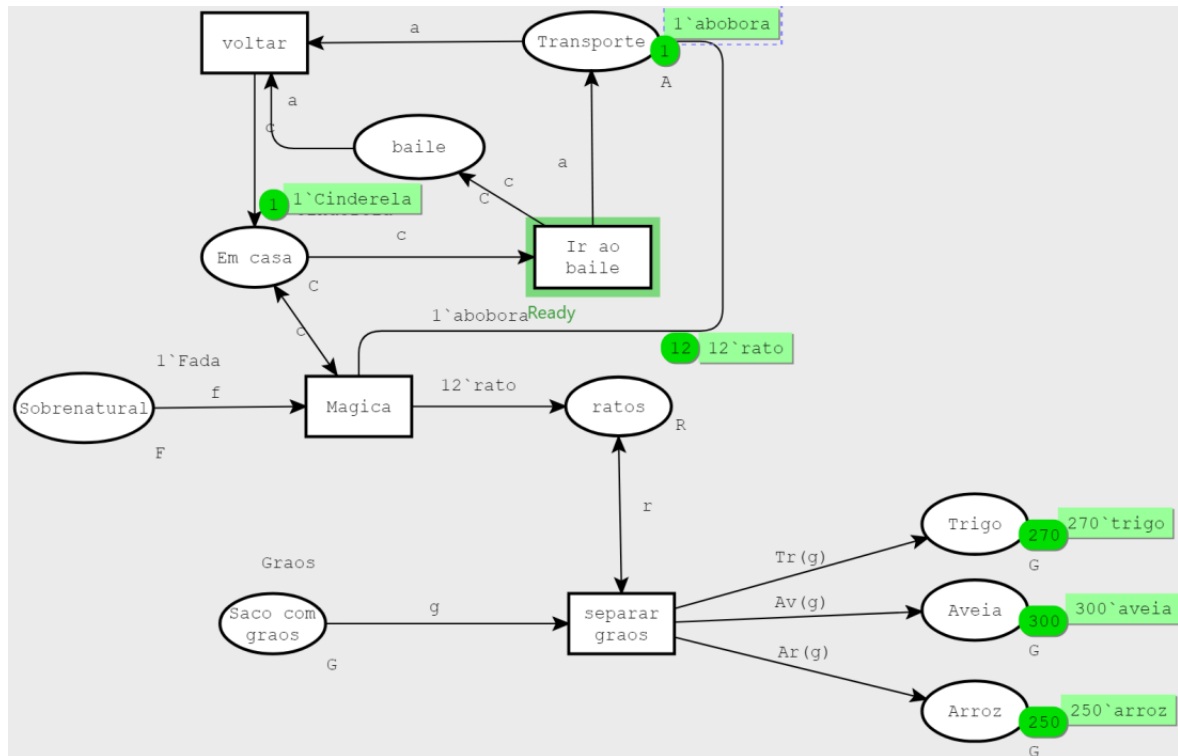 1`abobora
voltar
a
Transporte
1
A
a
c
baile
a
c
C
1
1`Cinderela
Em casa
c
C
Ir ao
baile
Ready
c
1`abobora
12
12`rato
1`Fada
f
Sobrenatural
F
Magica
12`rato
ratos
R
r
Graos
Saco com
graos
g
G
separar
graos
Tr(g)
Av(g)
Ar(g)
Trigo
270
270`trigo
G
Aveia
300
300`aveia
G
Arroz
250
250`arroz
G